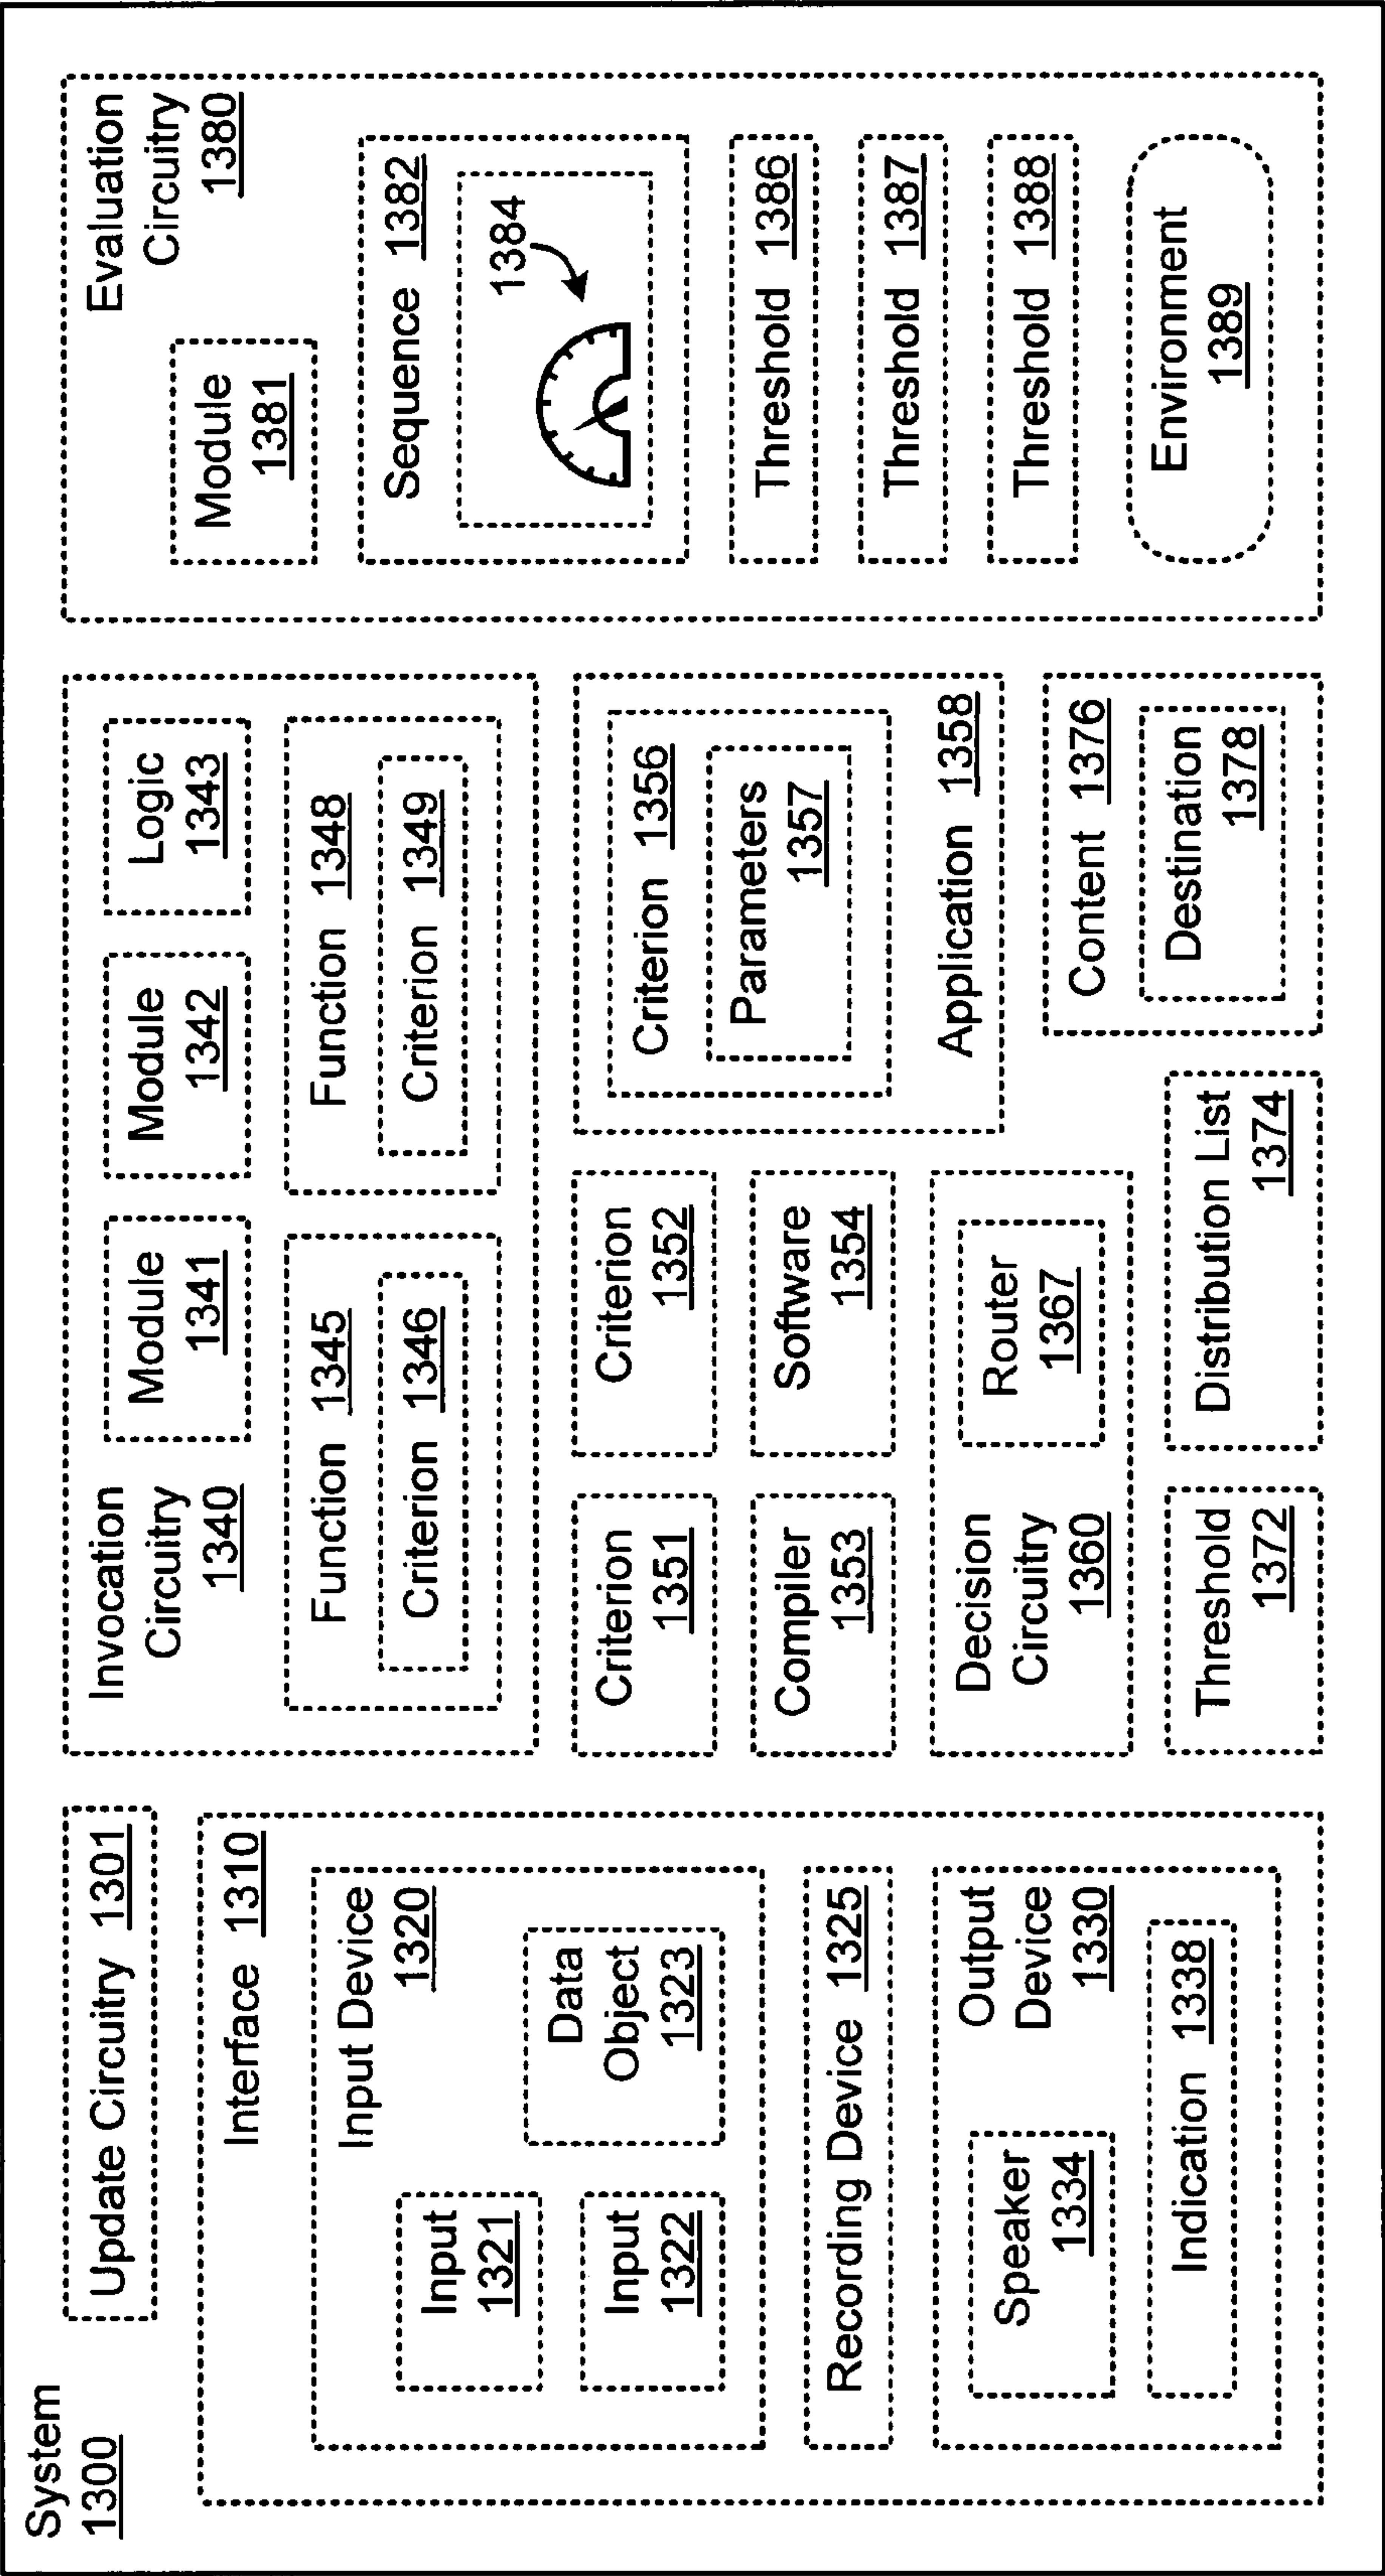 System
1300
Update Circuitry 1301
Interface 1310
Input Device
1320
Input
1321
Input
1322
Data
Object
1323
Recording Device 1325
Output
Device
1330
Speaker
1334
Indication 1338
Invocation
Circuitry
1340
Module
1341
Module
1342
Logic
1343
Function 1345
Criterion 1346
Function 1348
Criterion 1349
Criterion
1351
Criterion
1352
Compiler
1353
Software
1354
Criterion 1356
Parameters
1357
Application 1358
Decision
Circuitry
1360
Router
1367
Threshold
1372
Distribution List
1374
Content 1376
Destination
1378
Evaluation
Circuitry
1380
Module
1381
Sequence 1382
1384
Threshold 1386
Threshold 1387
Threshold 1388
Environment
1389